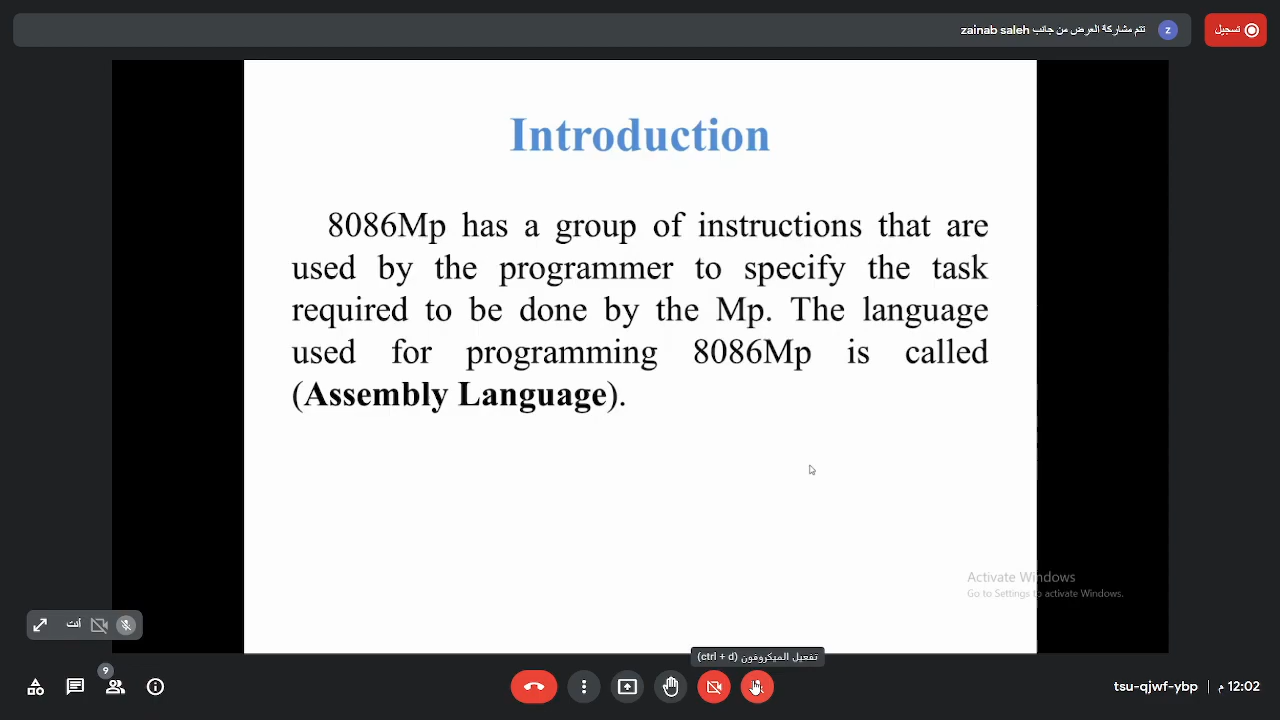 تتم مشاركة العرض من جانب zainab saleh
z
تسجيل
Introduction
8086Mp has a group of instructions that are
used by the programmer to specify the task
required to be done by the Mp. The language
used for programming 8086Mp is called
(Assembly Language).
Activate Windows
Go to Settings to activate Windows.
أنت
تفعيل الميكروفون (ctrl + d)
9
tsu-qjwf-ybp | 12:02 م